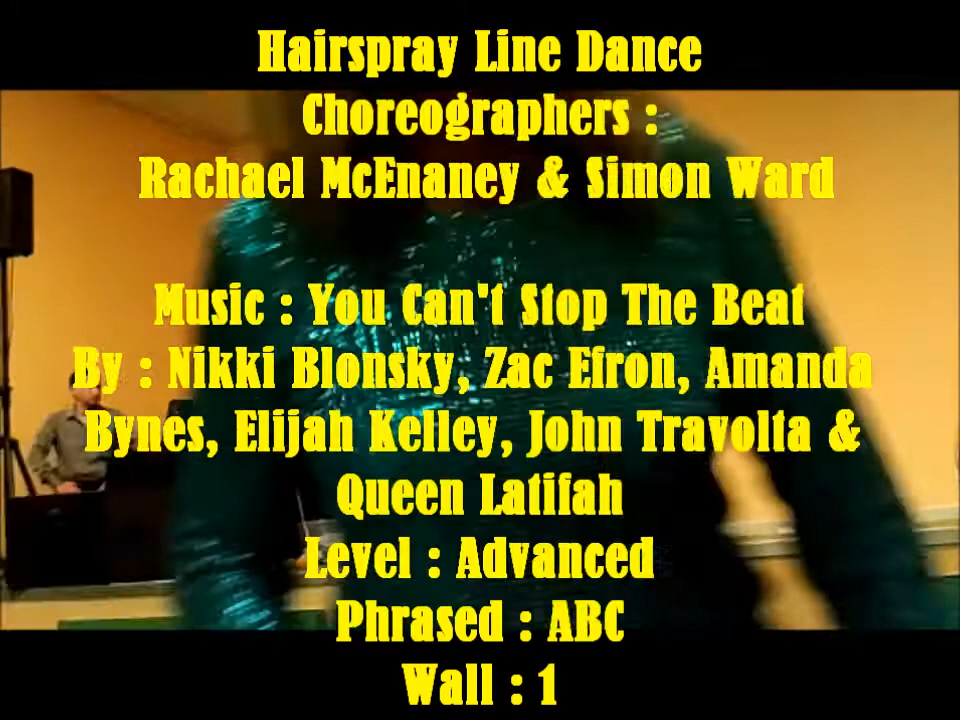 Hairspray Line Dance
Choreographers :
Rachael McEnaney & Simon Ward
Music : You Can't Stop The Beat
By : Nikki Blonsky, Zac Efron, Amanda
Bynes, Elijah Kelley, John Travolta &
Queen Latifah
Level : Advanced
Phrased : ABC
Wall : 1